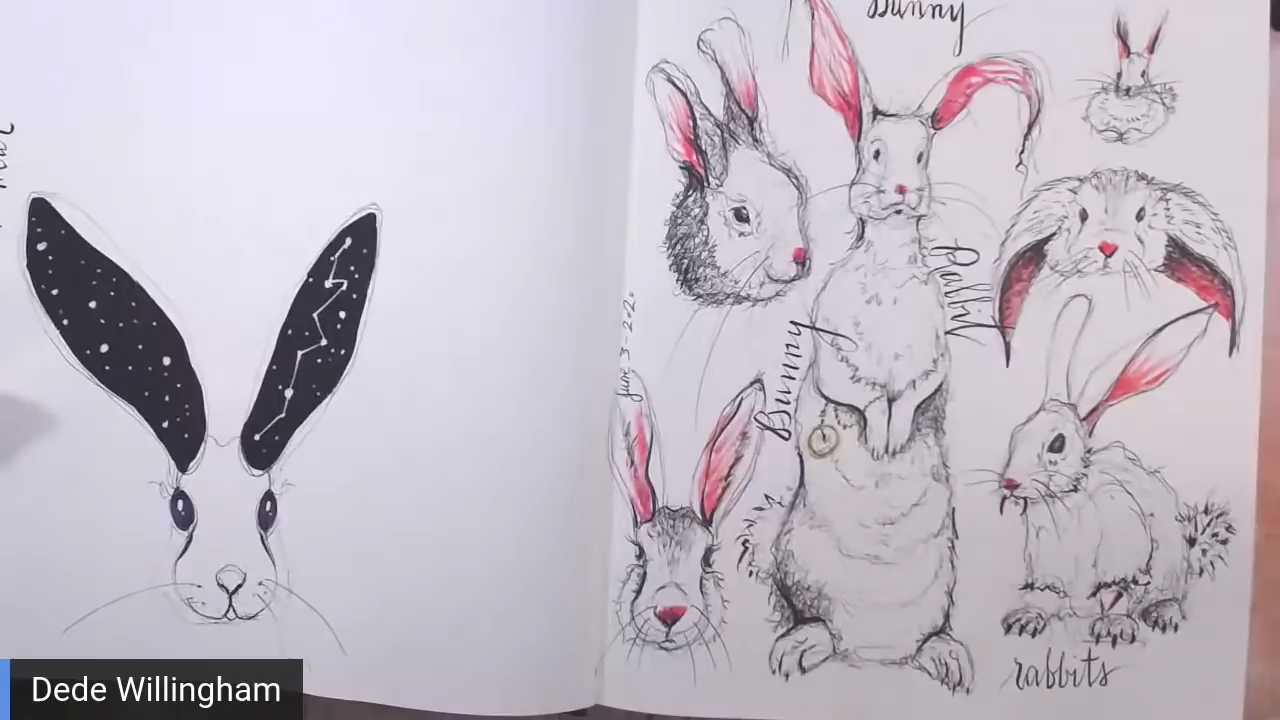 Bunny
Rabbit
June 3-2020
Bunny
rabbits
Dede Willingham